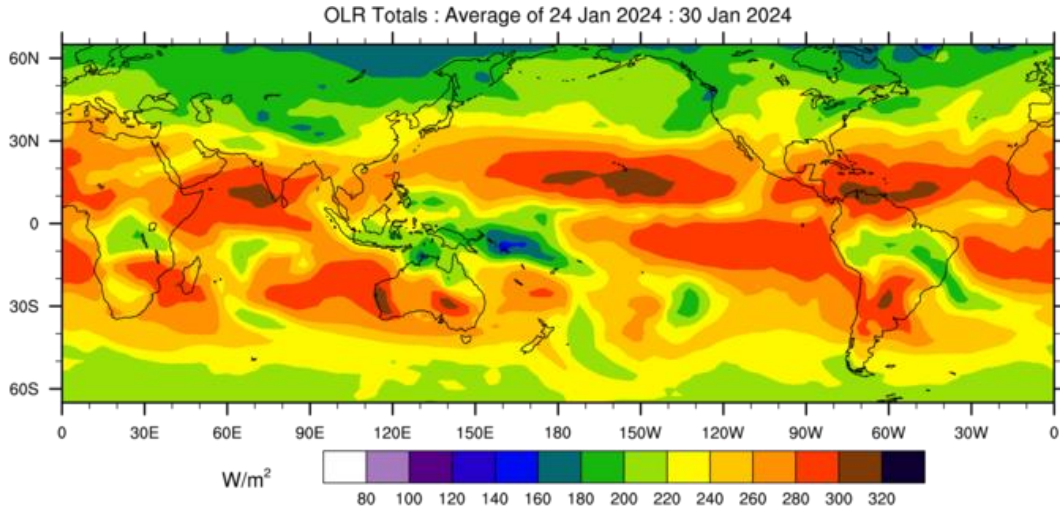 OLR Totals : Average of 24 Jan 2024 : 30 Jan 2024
60N
30N
0
30S
60S
0 30E 60E 90E 120E 150E 180 150W 120W 90W 60W 30W 0
W/m²
80 100 120 140 160 180 200 220 240 260 280 300 320